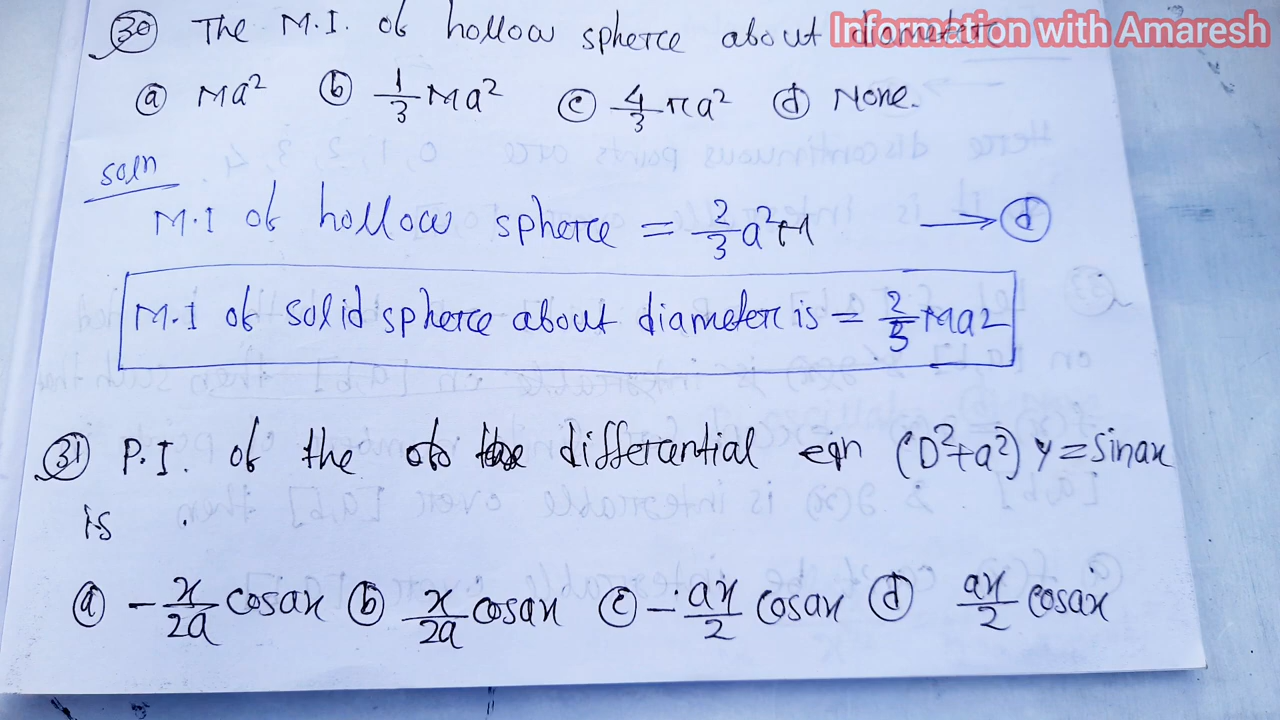 Information with Amaresh
30 The M.I. of hollow sphere about diameter
a Ma² b 1/3 Ma² c 4/3 πa² d None.
Soln
M.I of hollow sphere = 2/3 a²M → d
M.I of solid sphere about diameter is = 2/5 Ma2
31 P.I. of the of the differential eqn (D²+a²) y = sinax
is
a - x/2a cosax b x/2a cosax c - ax/2 cosax d ax/2 cosax